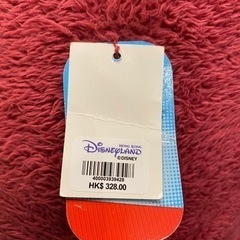 HONG KONG
DISNEYLAND
©DISNEY
400003939428
HK$ 328.00